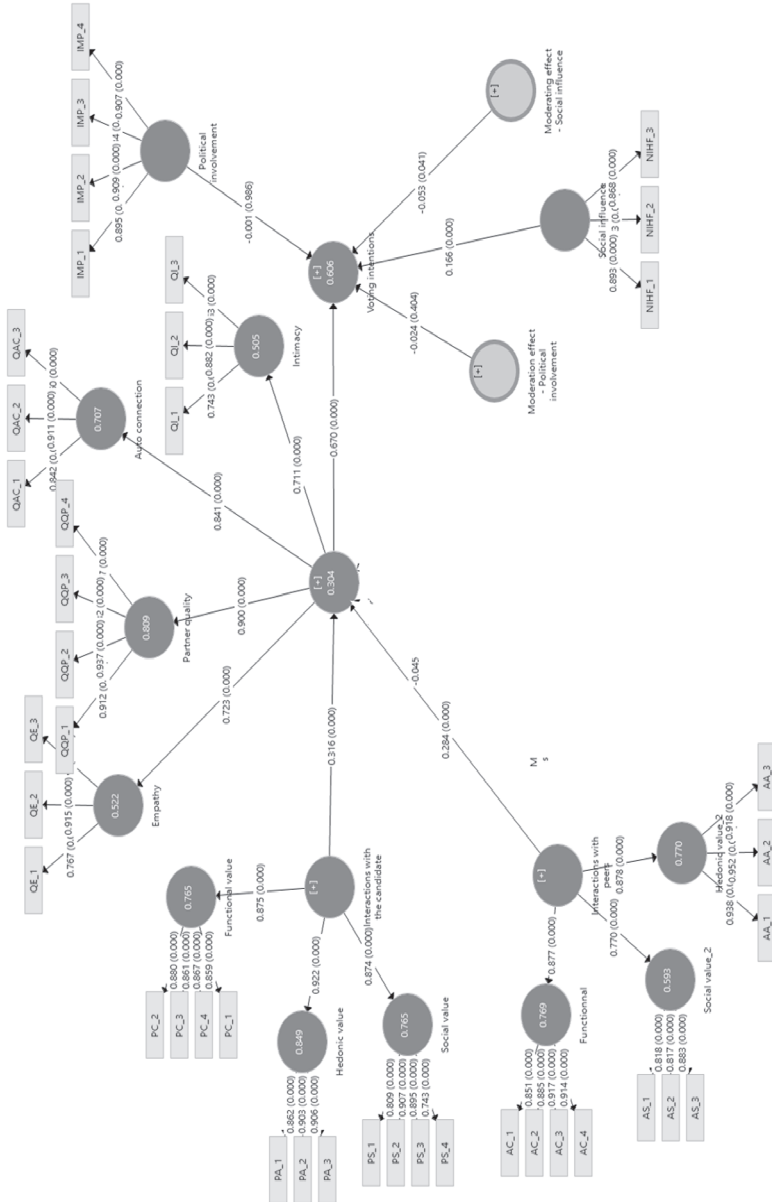 IMP_1
IMP_2
IMP_3
IMP_4
0.895 (0.
0.909 (0.000)
0.907 (0.000)
Political
involvement
-0.001 (0.986)
QAC_1
QAC_2
QAC_3
0.842 (0.
0.911 (0.000)
0.707
Auto connection
0.841 (0.000)
QI_1
QI_2
QI_3
0.743 (0.
0.882 (0.000)
0.505
Intimacy
0.711 (0.000)
QQP_1
QQP_2
QQP_3
QQP_4
0.912 (0.
0.937 (0.000)
0.809
Partner quality
0.900 (0.000)
QE_1
QE_2
QE_3
0.767 (0.
0.915 (0.000)
0.522
Empathy
0.723 (0.000)
[+]
0.304
0.670 (0.000)
[+]
0.606
Voting intentions
[+]
Moderating effect
- Social influence
-0.053 (0.041)
0.166 (0.000)
Social influence
0.893 (0.000)
0.868 (0.000)
NIHF_1
NIHF_2
NIHF_3
-0.024 (0.404)
[+]
Moderation effect
- Political
involvement
0.316 (0.000)
[+]
Interactions with
the candidate
0.875 (0.000)
0.765
Functional value
0.880 (0.000)
0.861 (0.000)
0.867 (0.000)
0.859 (0.000)
PC_2
PC_3
PC_4
PC_1
0.922 (0.000)
0.849
Hedonic value
0.862 (0.000)
0.903 (0.000)
0.906 (0.000)
PA_1
PA_2
PA_3
0.874 (0.000)
0.765
Social value
0.809 (0.000)
0.907 (0.000)
0.895 (0.000)
0.743 (0.000)
PS_1
PS_2
PS_3
PS_4
-0.045
0.284 (0.000)
M
s
[+]
Interactions with
peers
0.877 (0.000)
0.769
Functionnal
0.851 (0.000)
0.885 (0.000)
0.917 (0.000)
0.914 (0.000)
AC_1
AC_2
AC_3
AC_4
0.770 (0.000)
0.593
Social value_2
0.818 (0.000)
0.817 (0.000)
0.883 (0.000)
AS_1
AS_2
AS_3
0.878 (0.000)
0.770
Hedonic value_2
0.938 (0.
0.952 (0.
0.918 (0.000)
AA_1
AA_2
AA_3